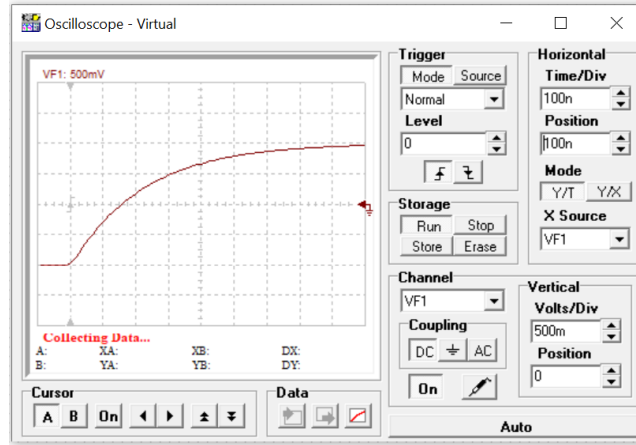 Oscilloscope - Virtual
VF1: 500mV
Collecting Data...
A: XA: XB: DX:
B: YA: YB: DY:
Cursor
A B On
Data
Trigger
Mode Source
Normal
Level
0
Storage
Run Stop
Store Erase
Horizontal
Time/Div
100n
Position
100n
Mode
Y/T Y/X
X Source
VF1
Channel
VF1
Coupling
DC AC
On
Vertical
Volts/Div
500m
Position
0
Auto